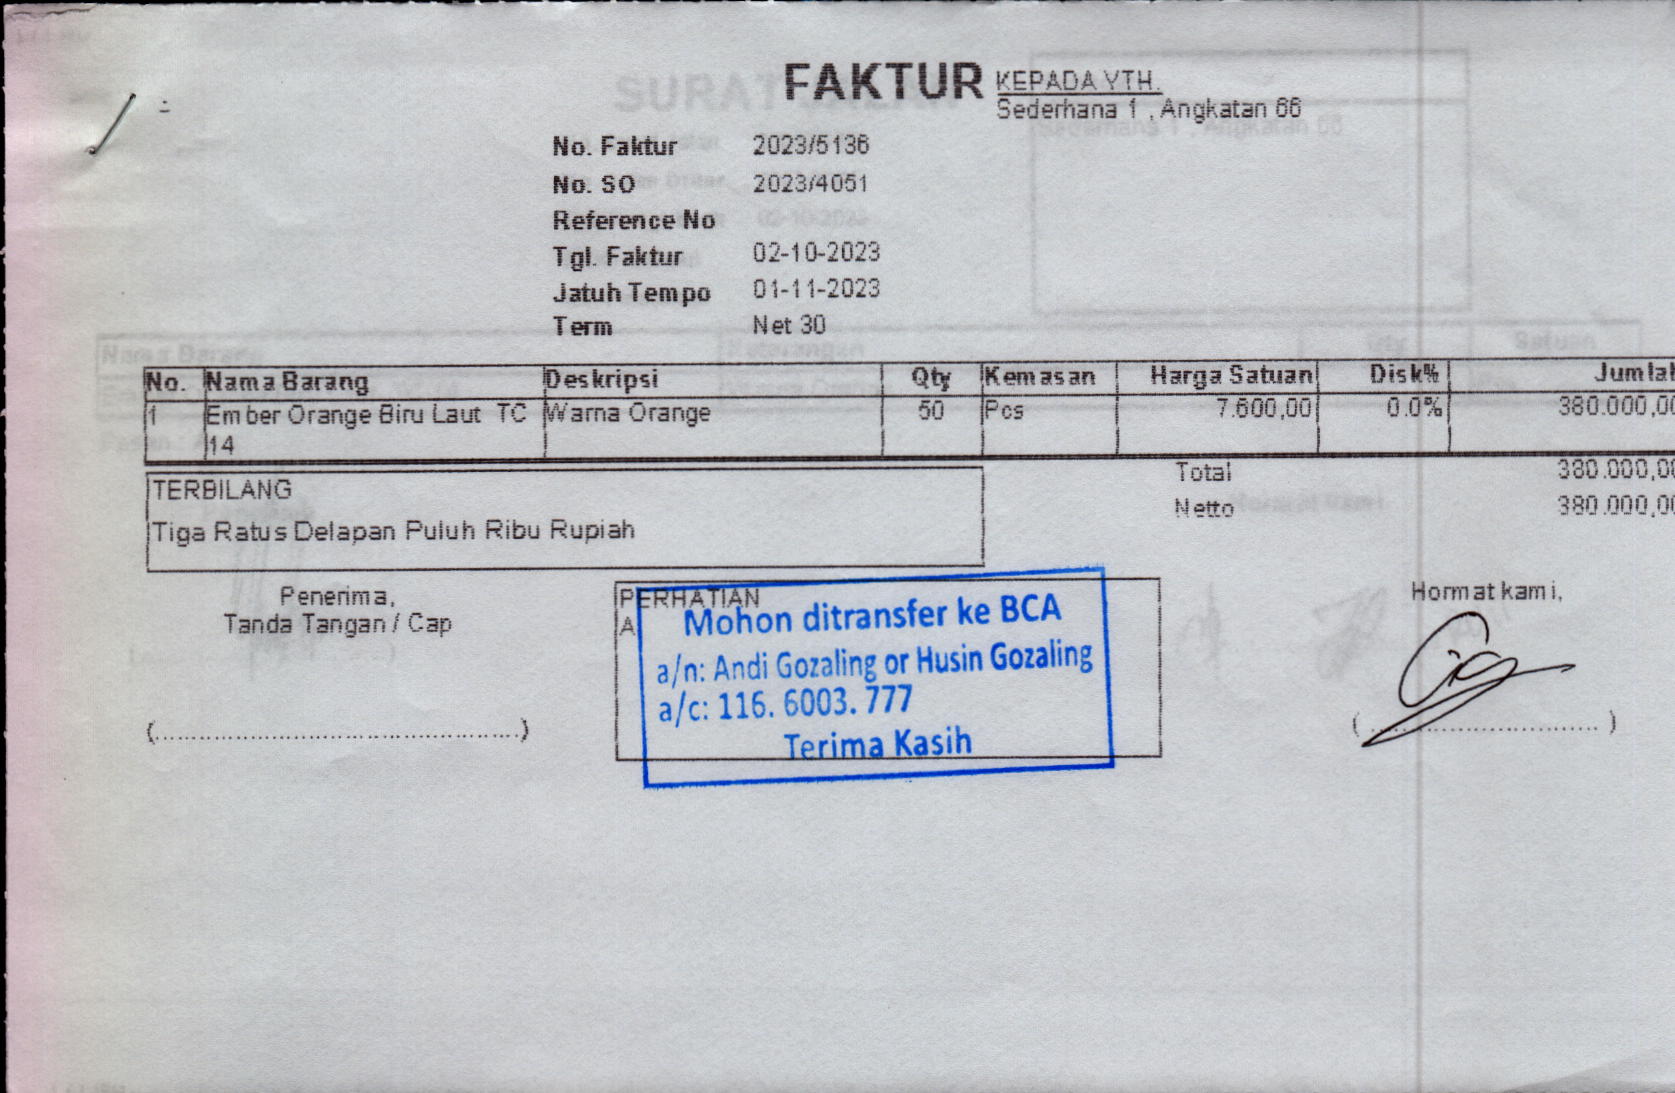 FAKTUR
KEPADA YTH.
Sederhana 1 , Angkatan 66
No. Faktur 2023/5136
No. SO 2023/4051
Reference No
Tgl. Faktur 02-10-2023
Jatuh Tempo 01-11-2023
Term Net 30
No. Nama Barang Deskripsi Qty Kemasan Harga Satuan Disk% Jumlah
1 Ember Orange Biru Laut TC Warna Orange 50 Pcs 7.600,00 0.0% 380.000,00
14
Total 380.000,00
Netto 380.000,00
TERBILANG
Tiga Ratus Delapan Puluh Ribu Rupiah
Penerima,
Tanda Tangan / Cap
(............................................)
PERHATIAN
A
Mohon ditransfer ke BCA
a/n: Andi Gozaling or Husin Gozaling
a/c: 116. 6003. 777
Terima Kasih
Hormat kami,
(............................)